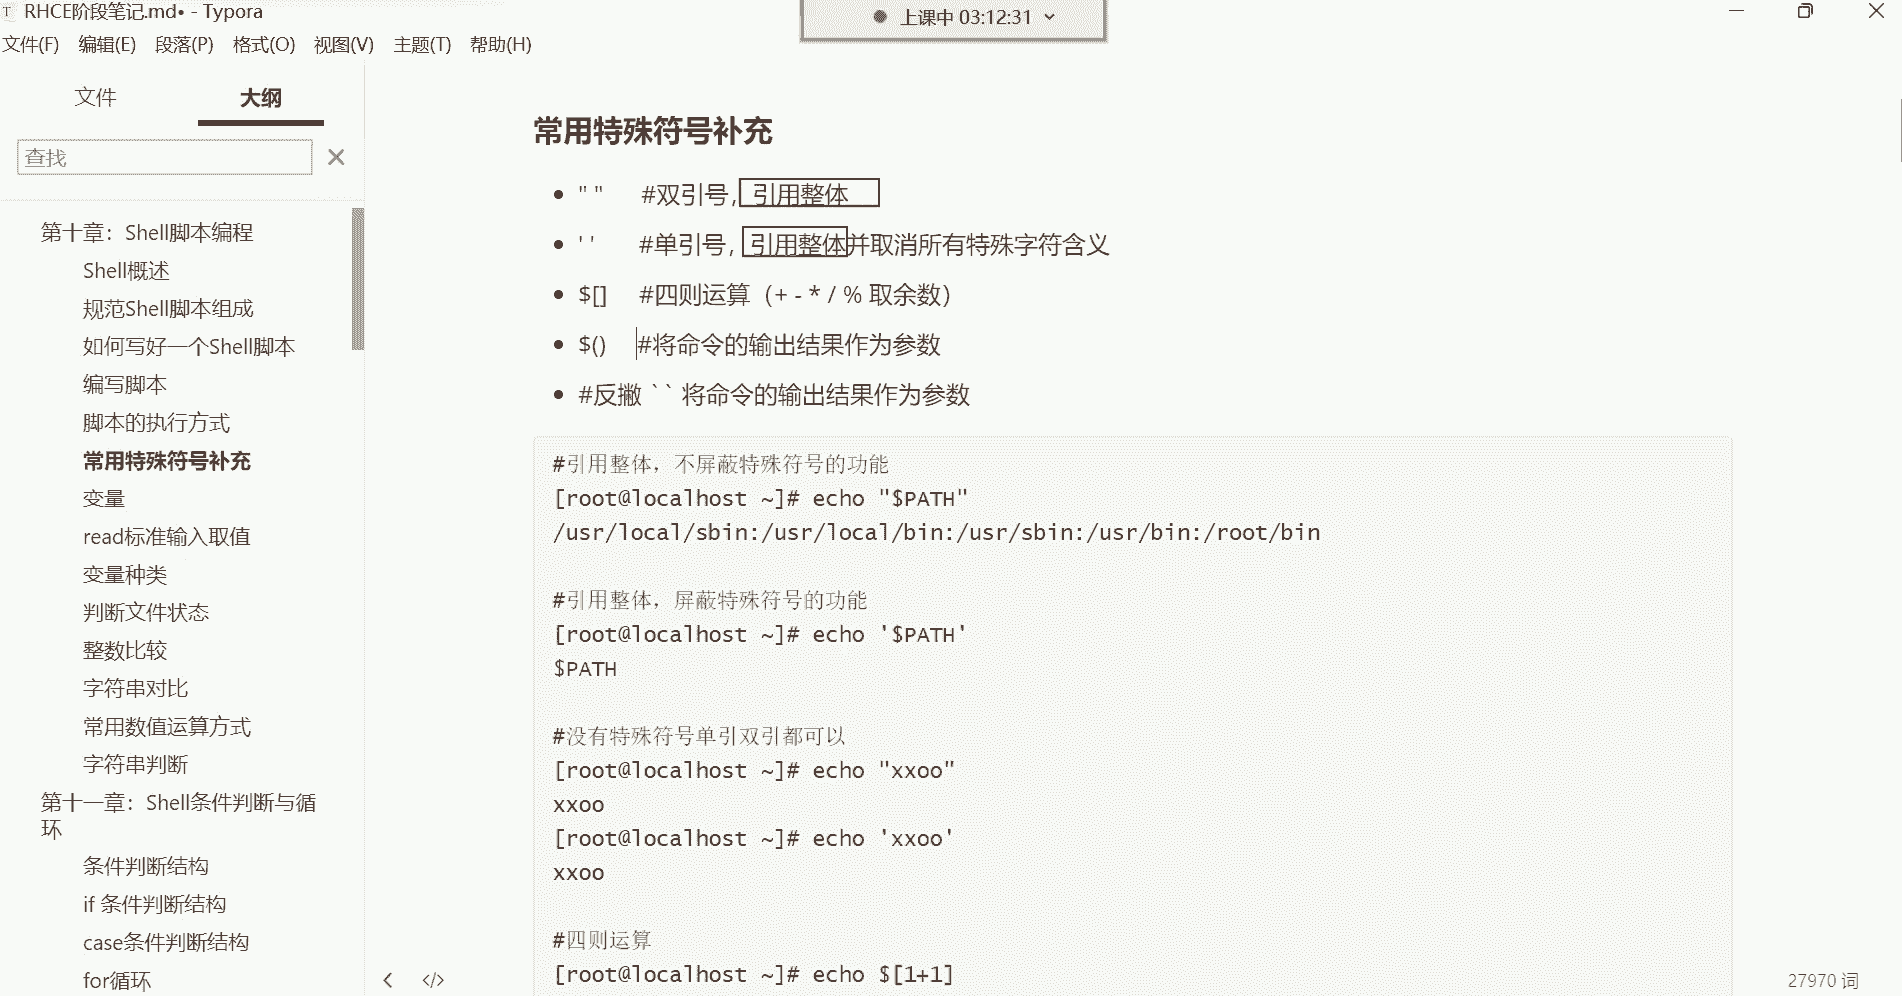 RHCE阶段笔记.md• - Typora
上课中 03:12:31
文件(F) 编辑(E) 段落(P) 格式(O) 视图(V) 主题(T) 帮助(H)
文件 大纲
查找
第十章：Shell脚本编程
Shell概述
规范Shell脚本组成
如何写好一个Shell脚本
编写脚本
脚本的执行方式
常用特殊符号补充
变量
read标准输入取值
变量种类
判断文件状态
整数比较
字符串对比
常用数值运算方式
字符串判断
第十一章：Shell条件判断与循
环
条件判断结构
if 条件判断结构
case条件判断结构
for循环
常用特殊符号补充
• " " #双引号，引用整体
• ' ' #单引号，引用整体并取消所有特殊字符含义
• $[] #四则运算（+ - * / % 取余数）
• $() #将命令的输出结果作为参数
• #反撇 ` ` 将命令的输出结果作为参数
#引用整体，不屏蔽特殊符号的功能
[root@localhost ~]# echo "$PATH"
/usr/local/sbin:/usr/local/bin:/usr/sbin:/usr/bin:/root/bin
#引用整体，屏蔽特殊符号的功能
[root@localhost ~]# echo '$PATH'
$PATH
#没有特殊符号单引双引都可以
[root@localhost ~]# echo "xxoo"
xxoo
[root@localhost ~]# echo 'xxoo'
xxoo
#四则运算
[root@localhost ~]# echo $[1+1]
27970 词